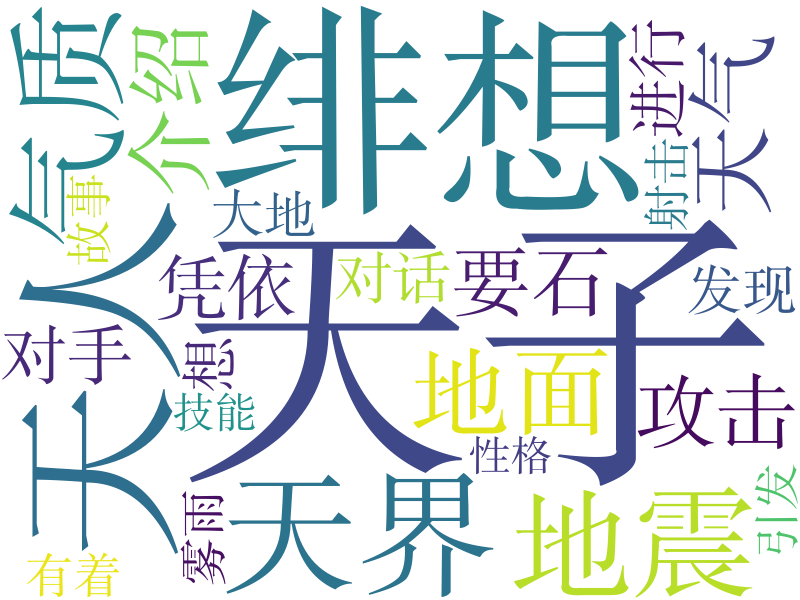 绯想
天子
天人
气质
介绍
进行
天气
射击
故事
大地
凭依
对话
要石
发现
对手
想
技能
地面
攻击
性格
天界
地震
雾雨
引发
有着